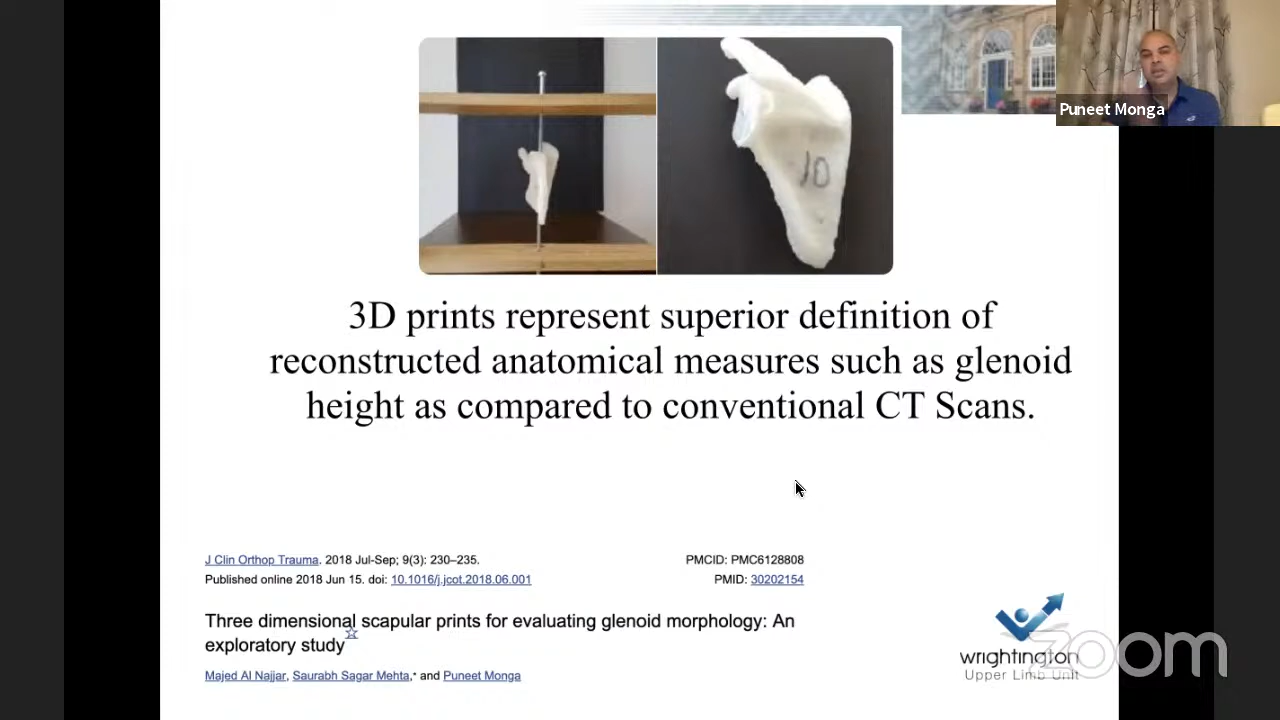 Puneet Monga
10
3D prints represent superior definition of
reconstructed anatomical measures such as glenoid
height as compared to conventional CT Scans.
J Clin Orthop Trauma. 2018 Jul-Sep; 9(3): 230–235.
PMCID: PMC6128808
Published online 2018 Jun 15. doi: 10.1016/j.jcot.2018.06.001
PMID: 30202154
Three dimensional scapular prints for evaluating glenoid morphology: An
exploratory study☆
Majed Al Najjar, Saurabh Sagar Mehta,* and Puneet Monga
wrightington
Upper Limb Unit
zoom